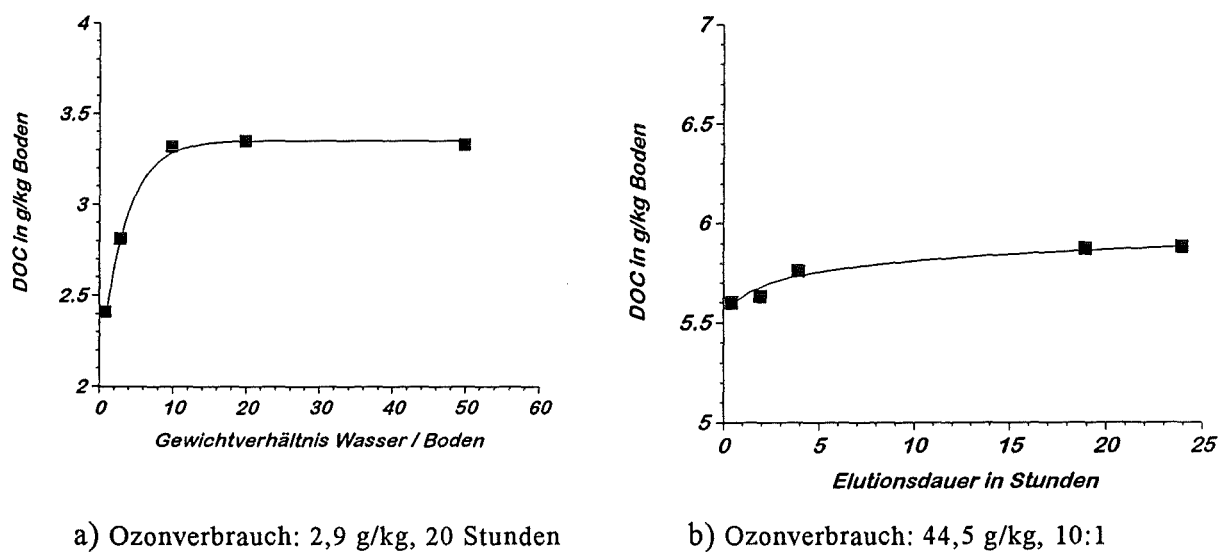 DOC in g/kg Boden
4
3.5
3
2.5
2
0 10 20 30 40 50 60
Gewichtverhältnis Wasser / Boden
a) Ozonverbrauch: 2,9 g/kg, 20 Stunden
DOC in g/kg Boden
7
6.5
6
5.5
5
0 5 10 15 20 25
Elutionsdauer in Stunden
b) Ozonverbrauch: 44,5 g/kg, 10:1